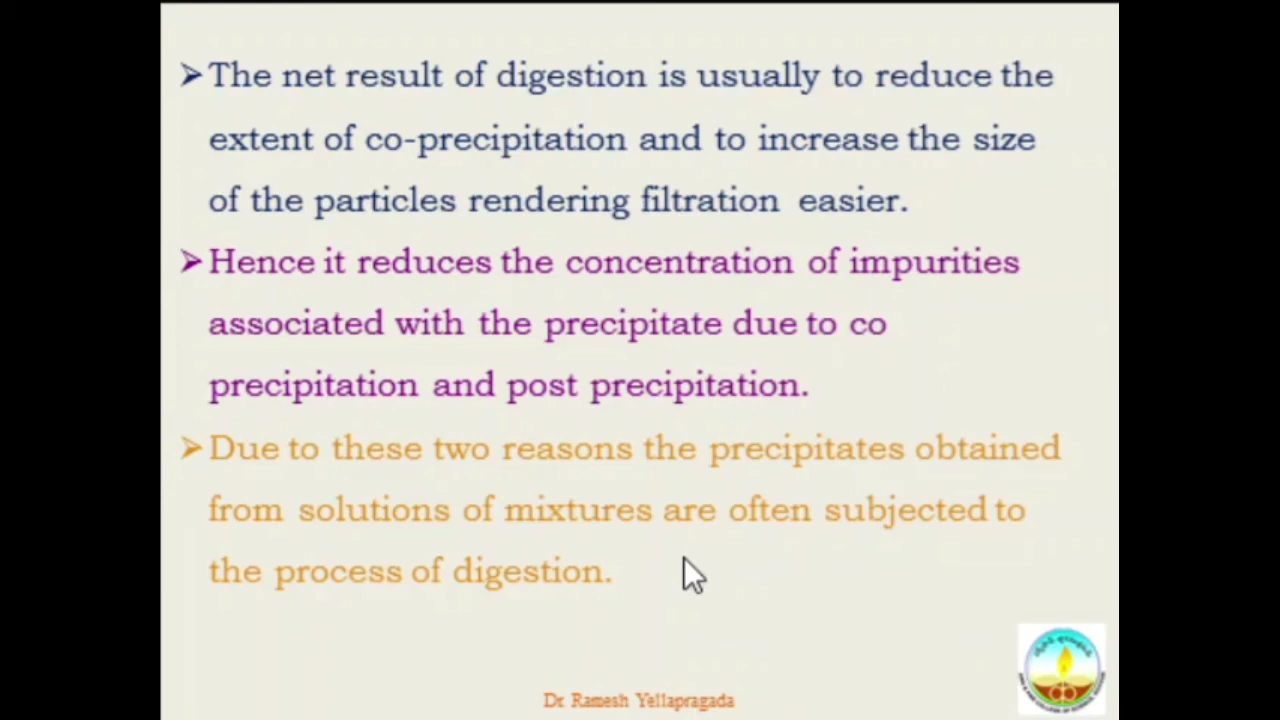 ➢The net result of digestion is usually to reduce the
extent of co-precipitation and to increase the size
of the particles rendering filtration easier.
➢Hence it reduces the concentration of impurities
associated with the precipitate due to co
precipitation and post precipitation.
➢Due to these two reasons the precipitates obtained
from solutions of mixtures are often subjected to
the process of digestion.
Dr Ramesh Yellapragada